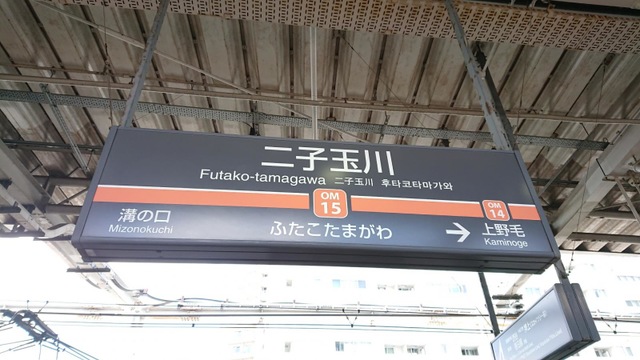 二子玉川
Futako-tamagawa 二子玉川 후타코타마가와
OM 15
OM 14
溝の口
Mizonokuchi
ふたこたまがわ
→ 上野毛
Kaminoge